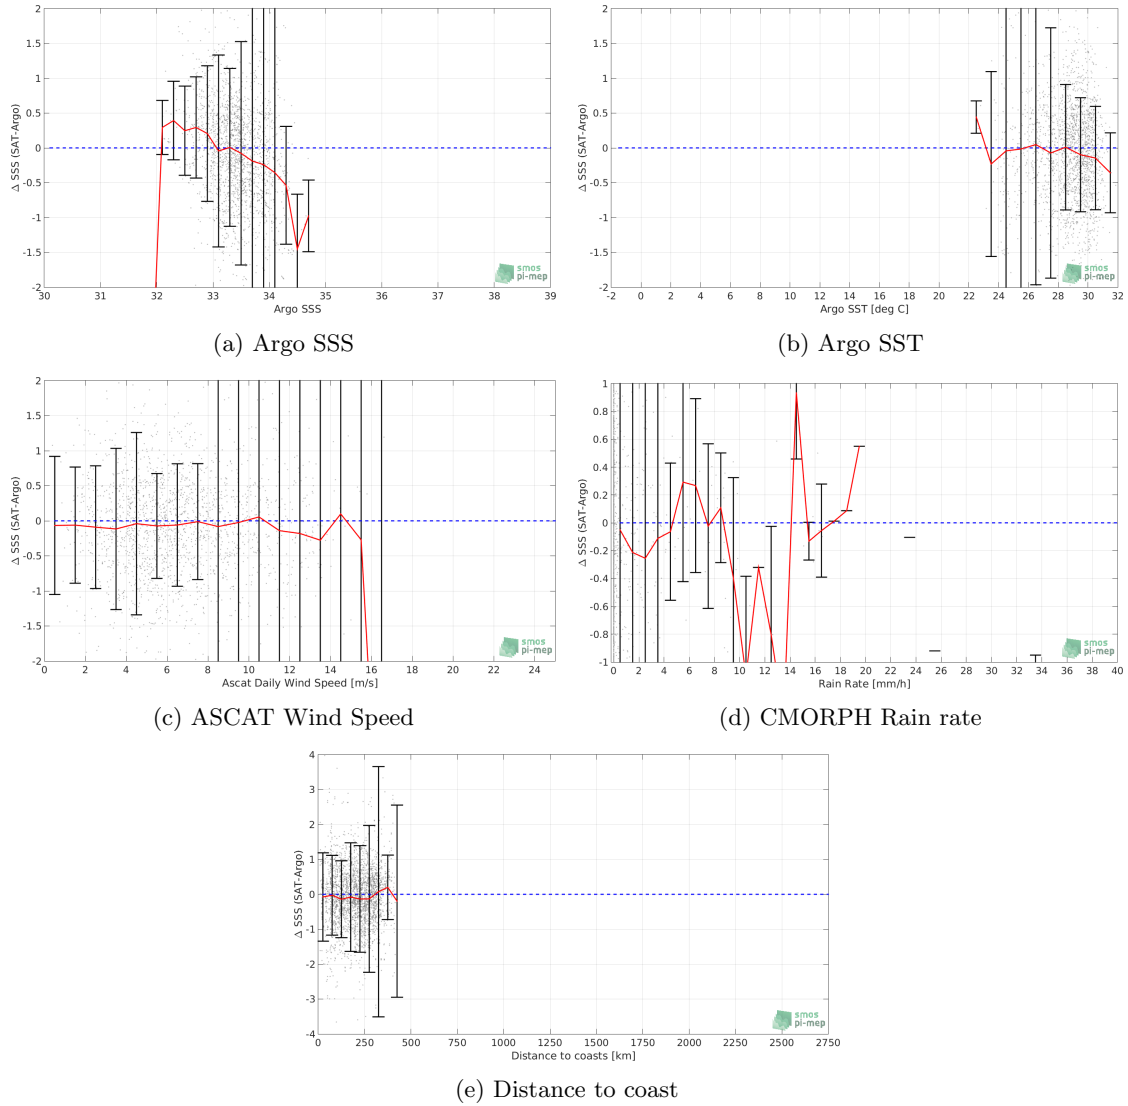 2
1.5
1
0.5
0
-0.5
-1
-1.5
-2
Δ SSS (SAT-Argo)
30 31 32 33 34 35 36 37 38 39
Argo SSS
smos
pi-mep
(a) Argo SSS
2
1.5
1
0.5
0
-0.5
-1
-1.5
-2
Δ SSS (SAT-Argo)
-2 0 2 4 6 8 10 12 14 16 18 20 22 24 26 28 30 32
Argo SST [deg C]
smos
pi-mep
(b) Argo SST
2
1.5
1
0.5
0
-0.5
-1
-1.5
-2
Δ SSS (SAT-Argo)
0 2 4 6 8 10 12 14 16 18 20 22 24
Ascat Daily Wind Speed [m/s]
smos
pi-mep
(c) ASCAT Wind Speed
1
0.8
0.6
0.4
0.2
0
-0.2
-0.4
-0.6
-0.8
-1
Δ SSS (SAT-Argo)
0 2 4 6 8 10 12 14 16 18 20 22 24 26 28 30 32 34 36 38 40
Rain Rate [mm/h]
smos
pi-mep
(d) CMORPH Rain rate
4
3
2
1
0
-1
-2
-3
-4
Δ SSS (SAT-Argo)
0 250 500 750 1000 1250 1500 1750 2000 2250 2500 2750
Distance to coasts [km]
smos
pi-mep
(e) Distance to coast